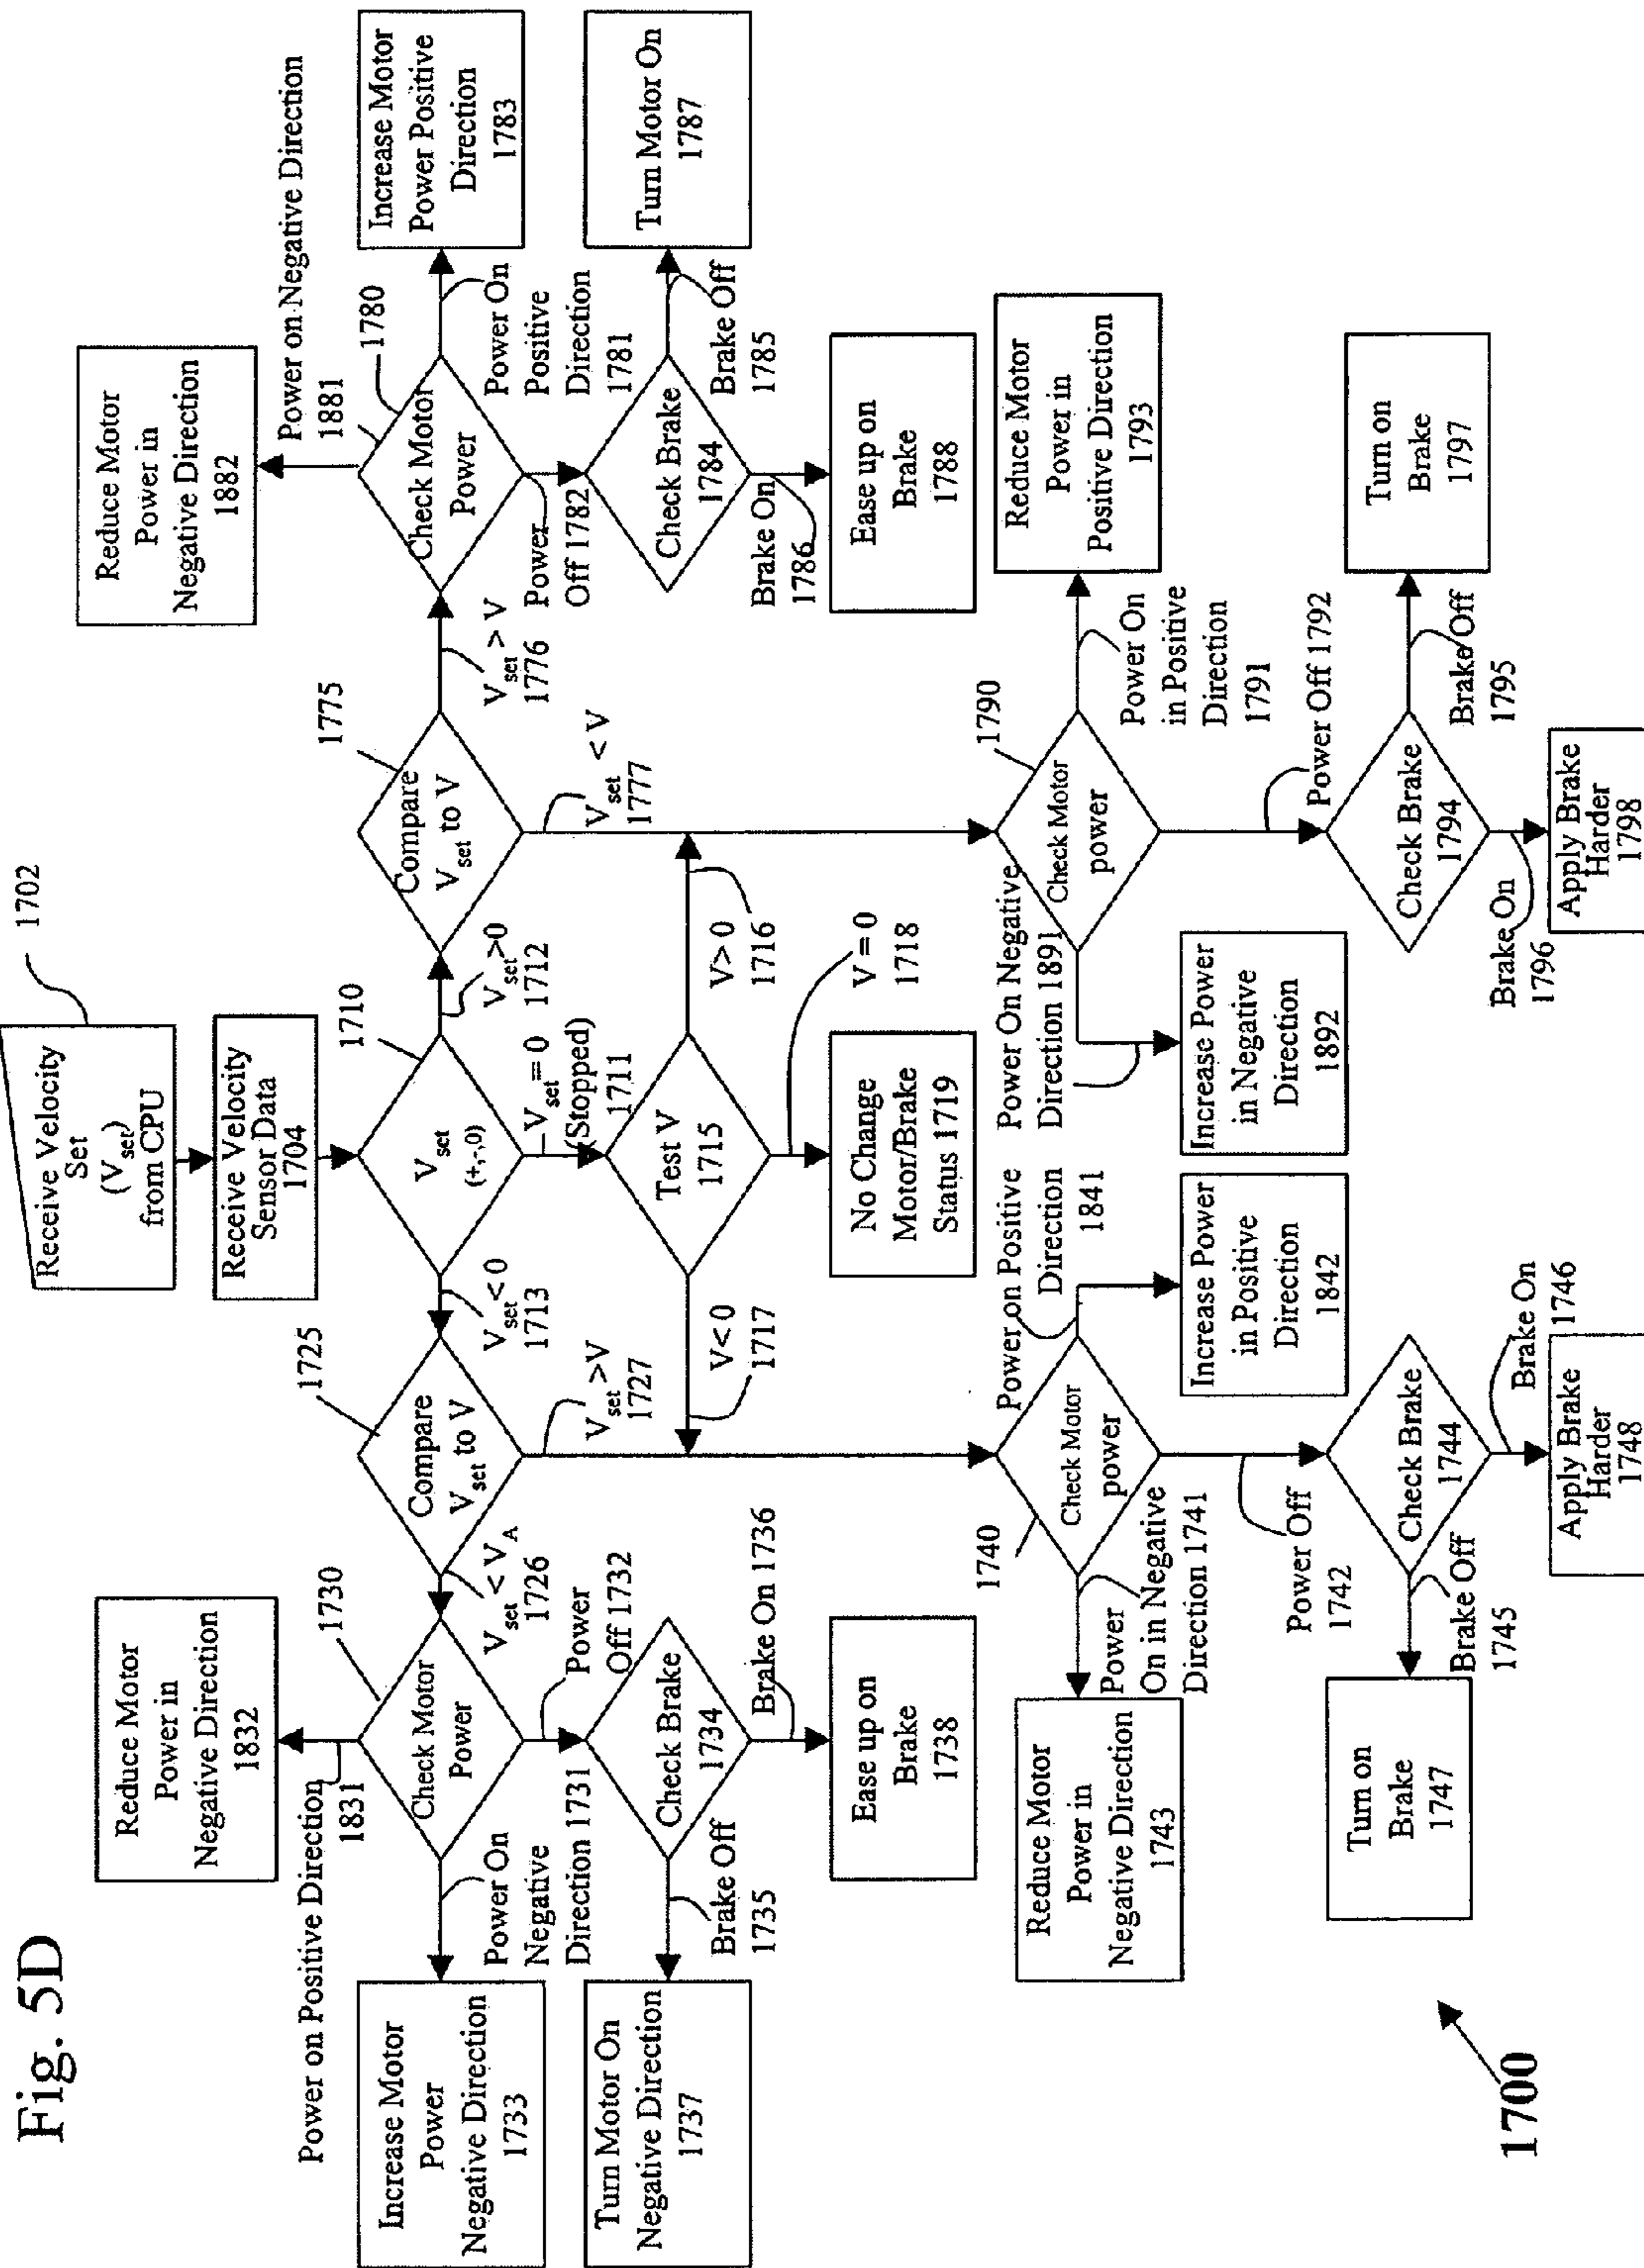 Fig. 5D
Receive Velocity
Set
(Vset)
from CPU
1702
Receive Velocity
Sensor Data
1704
Vset
(+,-,0)
1710
Vset<0
1713
Vset>0
1712
Vset=0
(Stopped)
1711
Compare
Vset to V
1725
Compare
Vset to V
1775
Vset < VA
1726
Vset>V
1727
Vset > V
1776
Vset < V
1777
Test V
1715
V<0
1717
V>0
1716
V=0
1718
No Change
Motor/Brake
Status 1719
Check Motor
Power
1730
Power on Positive Direction
1831
Reduce Motor
Power in
Negative Direction
1832
Power On
Negative
Direction 1731
Increase Motor
Power
Negative Direction
1733
Power
Off 1732
Check Brake
1734
Brake Off
1735
Turn Motor On
Negative Direction
1737
Brake On 1736
Ease up on
Brake
1738
Check Motor
Power
1780
Power on Negative Direction
1881
Reduce Motor
Power in
Negative Direction
1882
Power On
Positive
Direction
1781
Increase Motor
Power Positive
Direction
1783
Power
Off 1782
Check Brake
1784
Brake Off
1785
Turn Motor On
1787
Brake On
1786
Ease up on
Brake
1788
Check Motor
power
1740
Power
On in Negative
Direction 1741
Reduce Motor
Power in
Negative Direction
1743
Power on Positive
Direction
1841
Increase Power
in Positive
Direction
1842
Power Off
1742
Check Brake
1744
Brake Off
1745
Turn on
Brake
1747
Brake On
1746
Apply Brake
Harder
1748
Check Motor
power
1790
Power On Negative
Direction 1891
Increase Power
in Negative
Direction
1892
Power On
in Positive
Direction
1791
Reduce Motor
Power in
Positive Direction
1793
Power Off 1792
Check Brake
1794
Brake Off
1795
Turn on
Brake
1797
Brake On
1796
Apply Brake
Harder
1798
1700